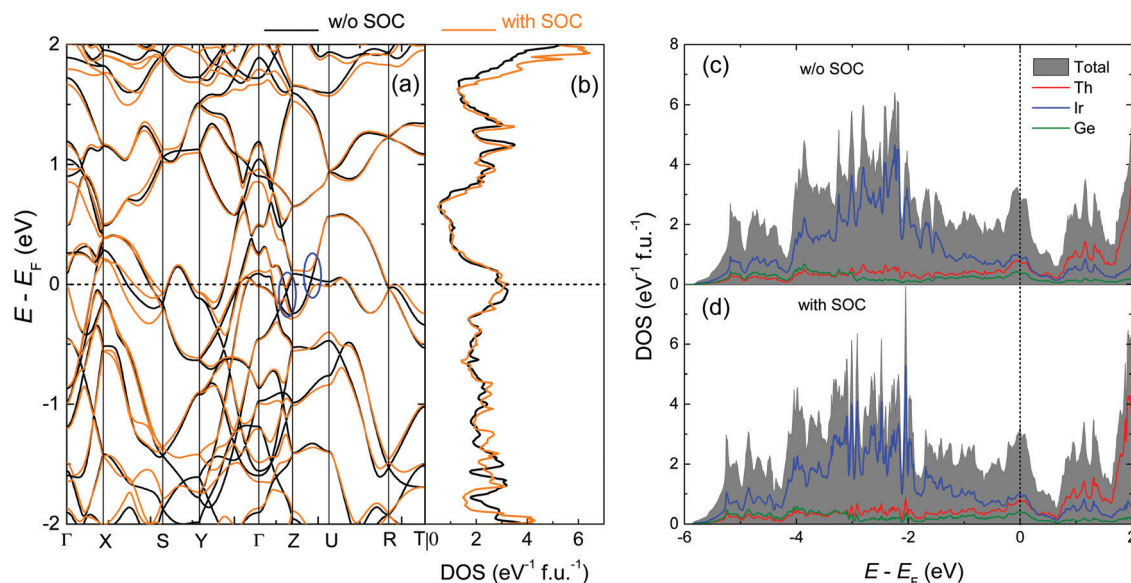 w/o SOC with SOC
(a)
(b)
2
1
0
-1
-2
E - E_F (eV)
Γ X S Y Γ Z U R T|0 2 4 6
DOS (eV⁻¹ f.u.⁻¹)
(c)
w/o SOC
Total
Th
Ir
Ge
8
6
4
2
0
(d)
with SOC
6
4
2
0
DOS (eV⁻¹ f.u.⁻¹)
-6 -4 -2 0 2
E - E_F (eV)